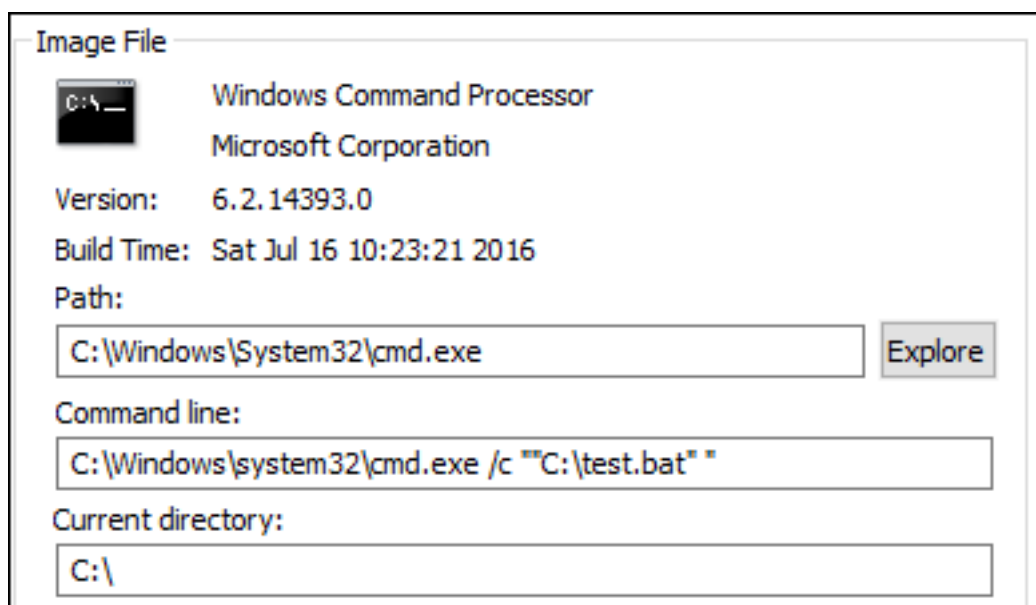 Image File
C:\
Windows Command Processor
Microsoft Corporation
Version: 6.2.14393.0
Build Time: Sat Jul 16 10:23:21 2016
Path:
C:\Windows\System32\cmd.exe Explore
Command line:
C:\Windows\system32\cmd.exe /c ""C:\test.bat" "
Current directory:
C:\